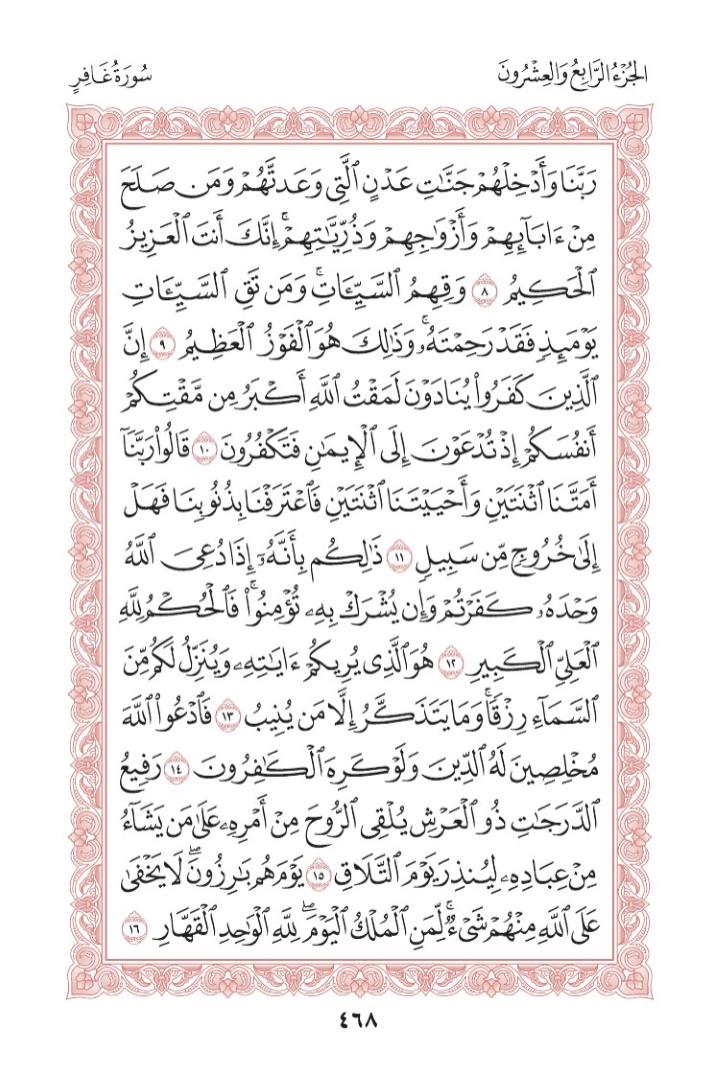 الجُزْءُ الرَّابِعُ وَالعِشْرُونَ
سُورَةُ غَافِرٍ
رَبَّنَا وَأَدْخِلْهُمْ جَنَّٰتِ عَدْنٍ ٱلَّتِى وَعَدتَّهُمْ وَمَن صَلَحَ
مِنْ ءَابَآئِهِمْ وَأَزْوَٰجِهِمْ وَذُرِّيَّٰتِهِمْۚ إِنَّكَ أَنتَ ٱلْعَزِيزُ
ٱلْحَكِيمُ ٨ وَقِهِمُ ٱلسَّيِّـَٔاتِۚ وَمَن تَقِ ٱلسَّيِّـَٔاتِ
يَوْمَئِذٍ فَقَدْ رَحِمْتَهُۥۚ وَذَٰلِكَ هُوَ ٱلْفَوْزُ ٱلْعَظِيمُ ٩ إِنَّ
ٱلَّذِينَ كَفَرُوا۟ يُنَادَوْنَ لَمَقْتُ ٱللَّهِ أَكْبَرُ مِن مَّقْتِكُمْ
أَنفُسَكُمْ إِذْ تُدْعَوْنَ إِلَى ٱلْإِيمَٰنِ فَتَكْفُرُونَ ١٠ قَالُوا۟ رَبَّنَآ
أَمَتَّنَا ٱثْنَتَيْنِ وَأَحْيَيْتَنَا ٱثْنَتَيْنِ فَٱعْتَرَفْنَا بِذُنُوبِنَا فَهَلْ
إِلَىٰ خُرُوجٍ مِّن سَبِيلٍ ١١ ذَٰلِكُم بِأَنَّهُۥٓ إِذَا دُعِىَ ٱللَّهُ
وَحْدَهُۥ كَفَرْتُمْ وَإِن يُشْرَكْ بِهِۦ تُؤْمِنُوا۟ۚ فَٱلْحُكْمُ لِلَّهِ
ٱلْعَلِىِّ ٱلْكَبِيرِ ١٢ هُوَ ٱلَّذِى يُرِيكُمْ ءَايَٰتِهِۦ وَيُنَزِّلُ لَكُم مِّنَ
ٱلسَّمَآءِ رِزْقًاۚ وَمَا يَتَذَكَّرُ إِلَّا مَن يُنِيبُ ١٣ فَٱدْعُوا۟ ٱللَّهَ
مُخْلِصِينَ لَهُ ٱلدِّينَ وَلَوْ كَرِهَ ٱلْكَٰفِرُونَ ١٤ رَفِيعُ
ٱلدَّرَجَٰتِ ذُو ٱلْعَرْشِ يُلْقِى ٱلرُّوحَ مِنْ أَمْرِهِۦ عَلَىٰ مَن يَشَآءُ
مِنْ عِبَادِهِۦ لِيُنذِرَ يَوْمَ ٱلتَّلَاقِ ١٥ يَوْمَ هُم بَٰرِزُونَۖ لَا يَخْفَىٰ
عَلَى ٱللَّهِ مِنْهُمْ شَىْءٌۚ لِّمَنِ ٱلْمُلْكُ ٱلْيَوْمَۖ لِلَّهِ ٱلْوَٰحِدِ ٱلْقَهَّارِ ١٦
٤٦٨